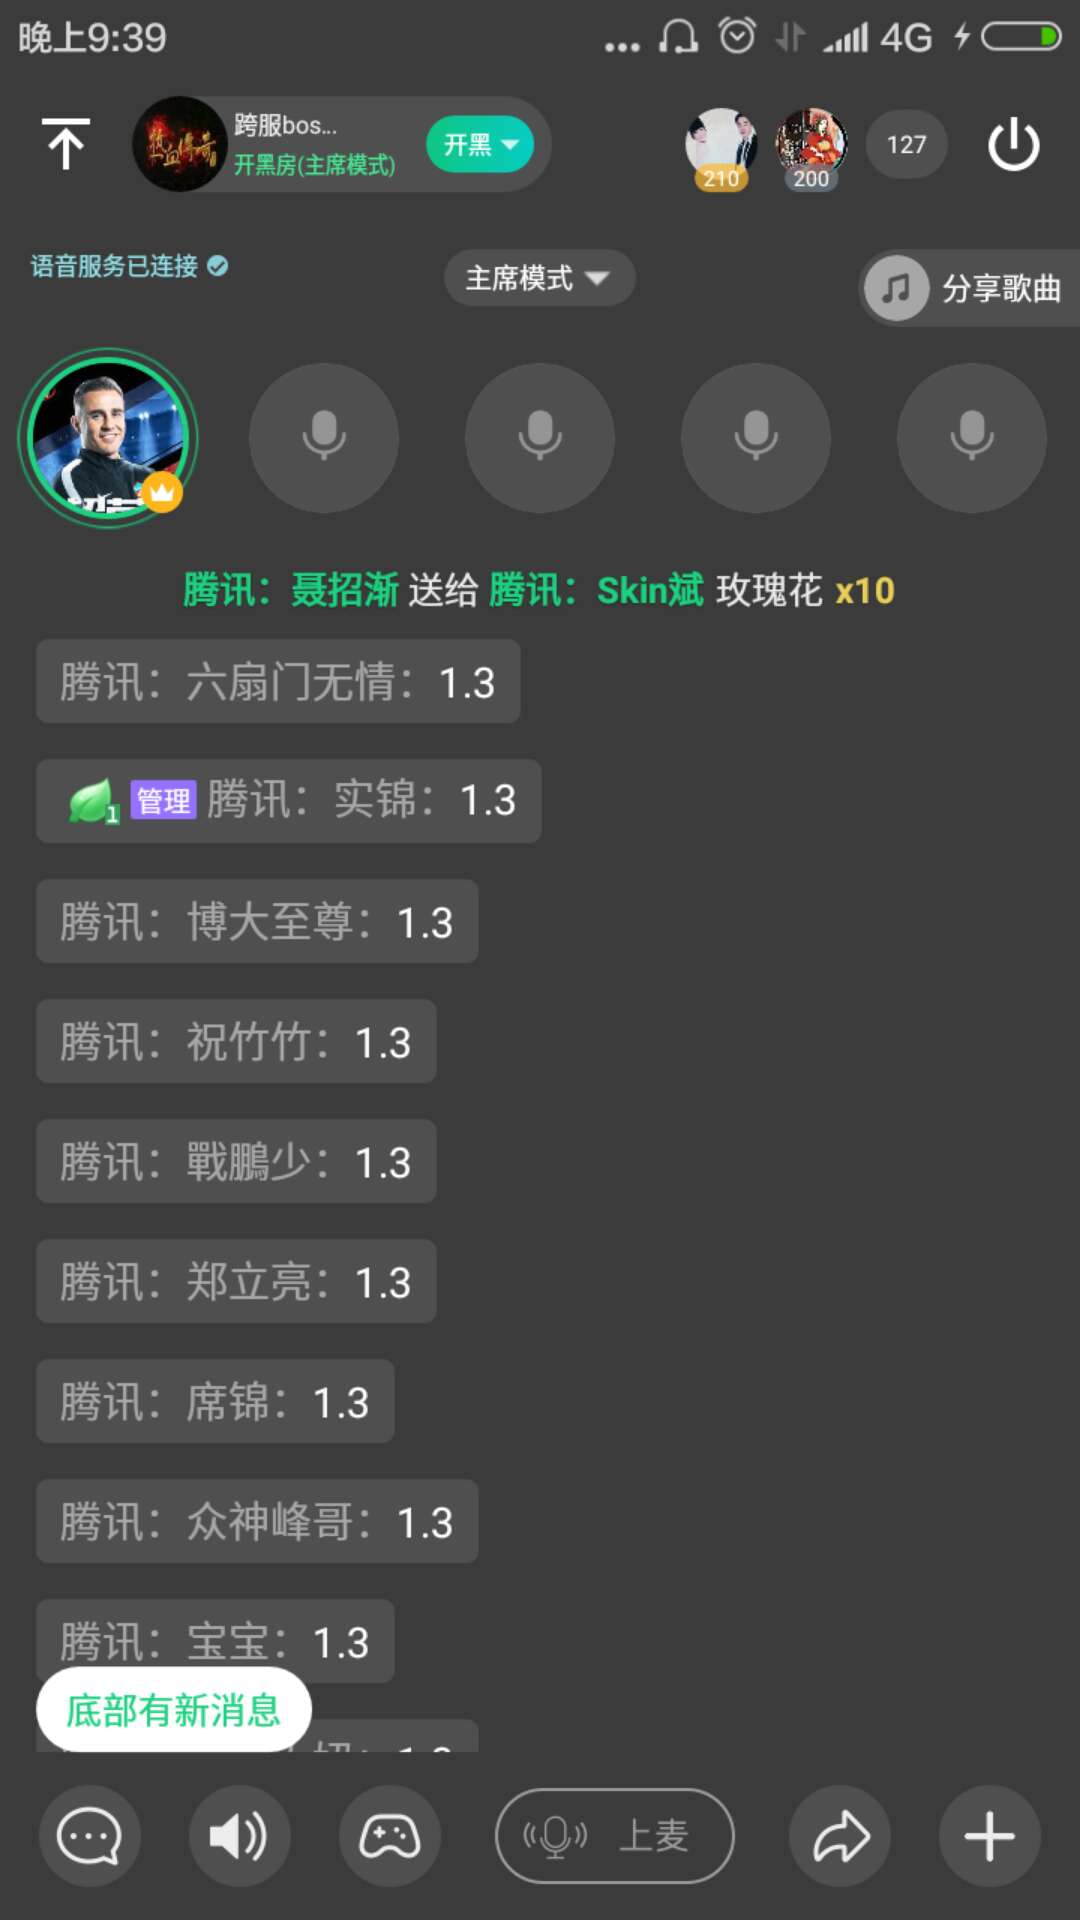 晚上9:39
4G
跨服bos...
开黑房(主席模式)
开黑
210
200
127
语音服务已连接
主席模式
分享歌曲
腾讯：聂招渐 送给 腾讯：Skin斌 玫瑰花 x10
腾讯：六扇门无情：1.3
1 管理 腾讯：实锦：1.3
腾讯：博大至尊：1.3
腾讯：祝竹竹：1.3
腾讯：戰鵬少：1.3
腾讯：郑立亮：1.3
腾讯：席锦：1.3
腾讯：众神峰哥：1.3
腾讯：宝宝：1.3
底部有新消息
上麦